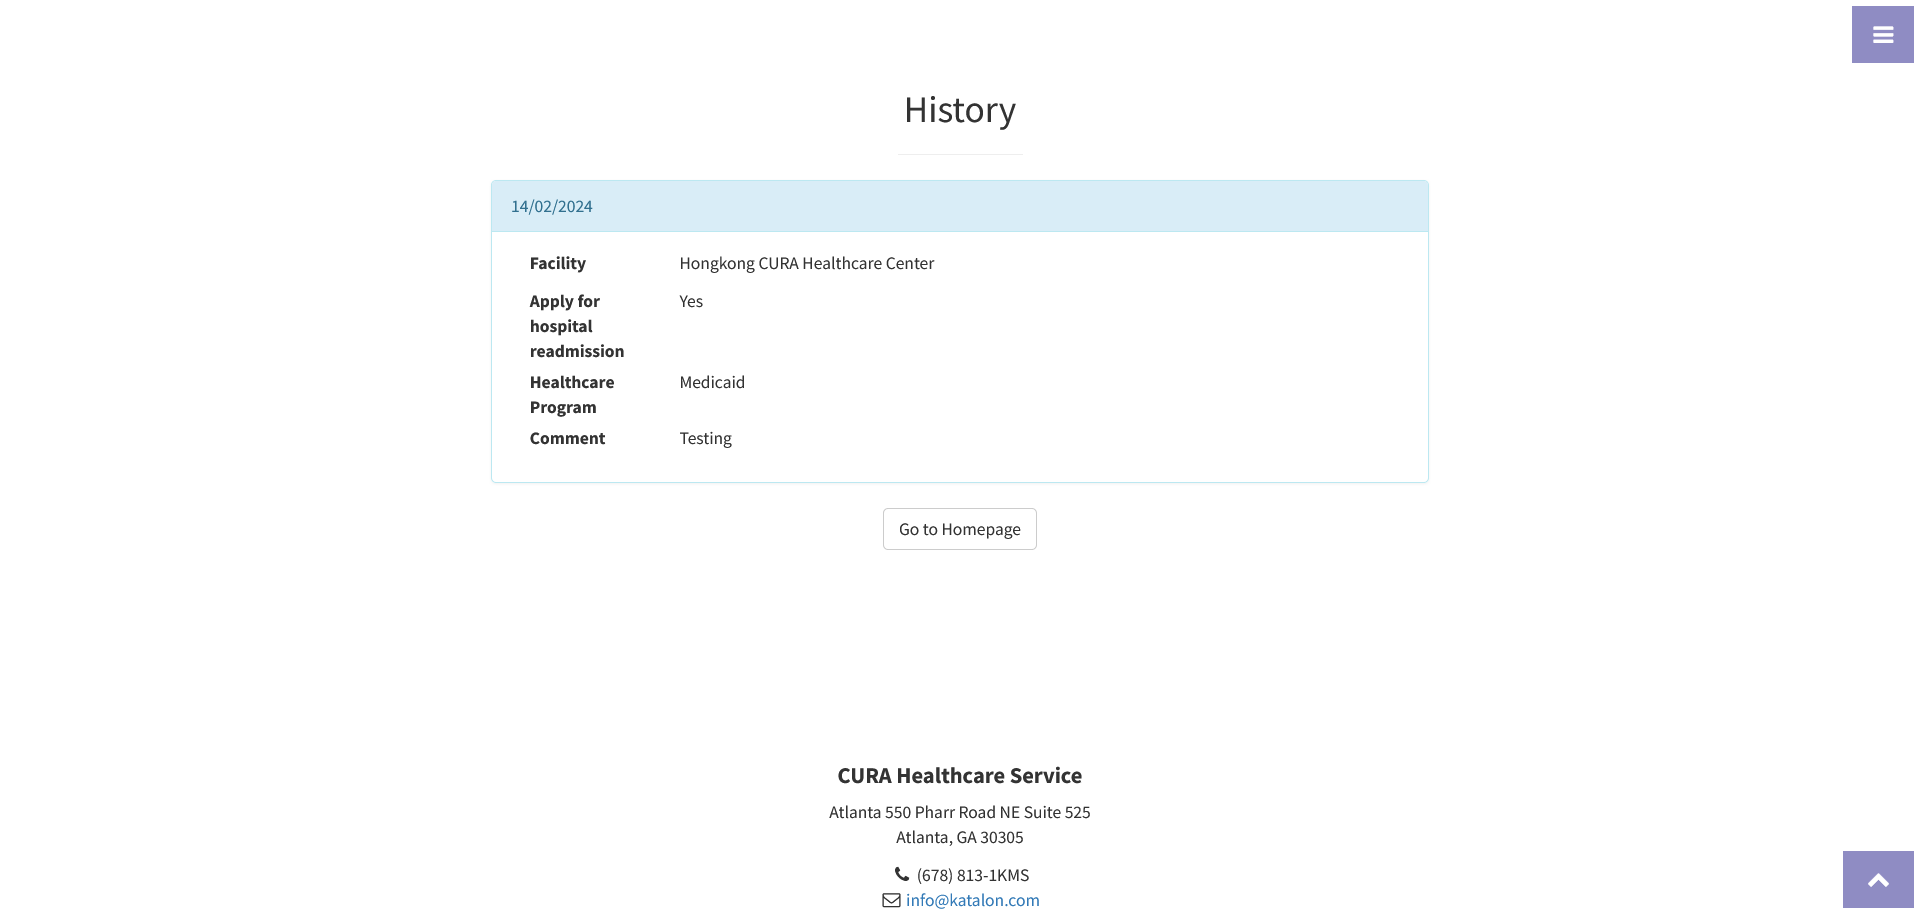 History
14/02/2024
Facility Hongkong CURA Healthcare Center
Apply for Yes
hospital
readmission
Healthcare Medicaid
Program
Comment Testing
Go to Homepage
CURA Healthcare Service
Atlanta 550 Pharr Road NE Suite 525
Atlanta, GA 30305
(678) 813-1KMS
info@katalon.com